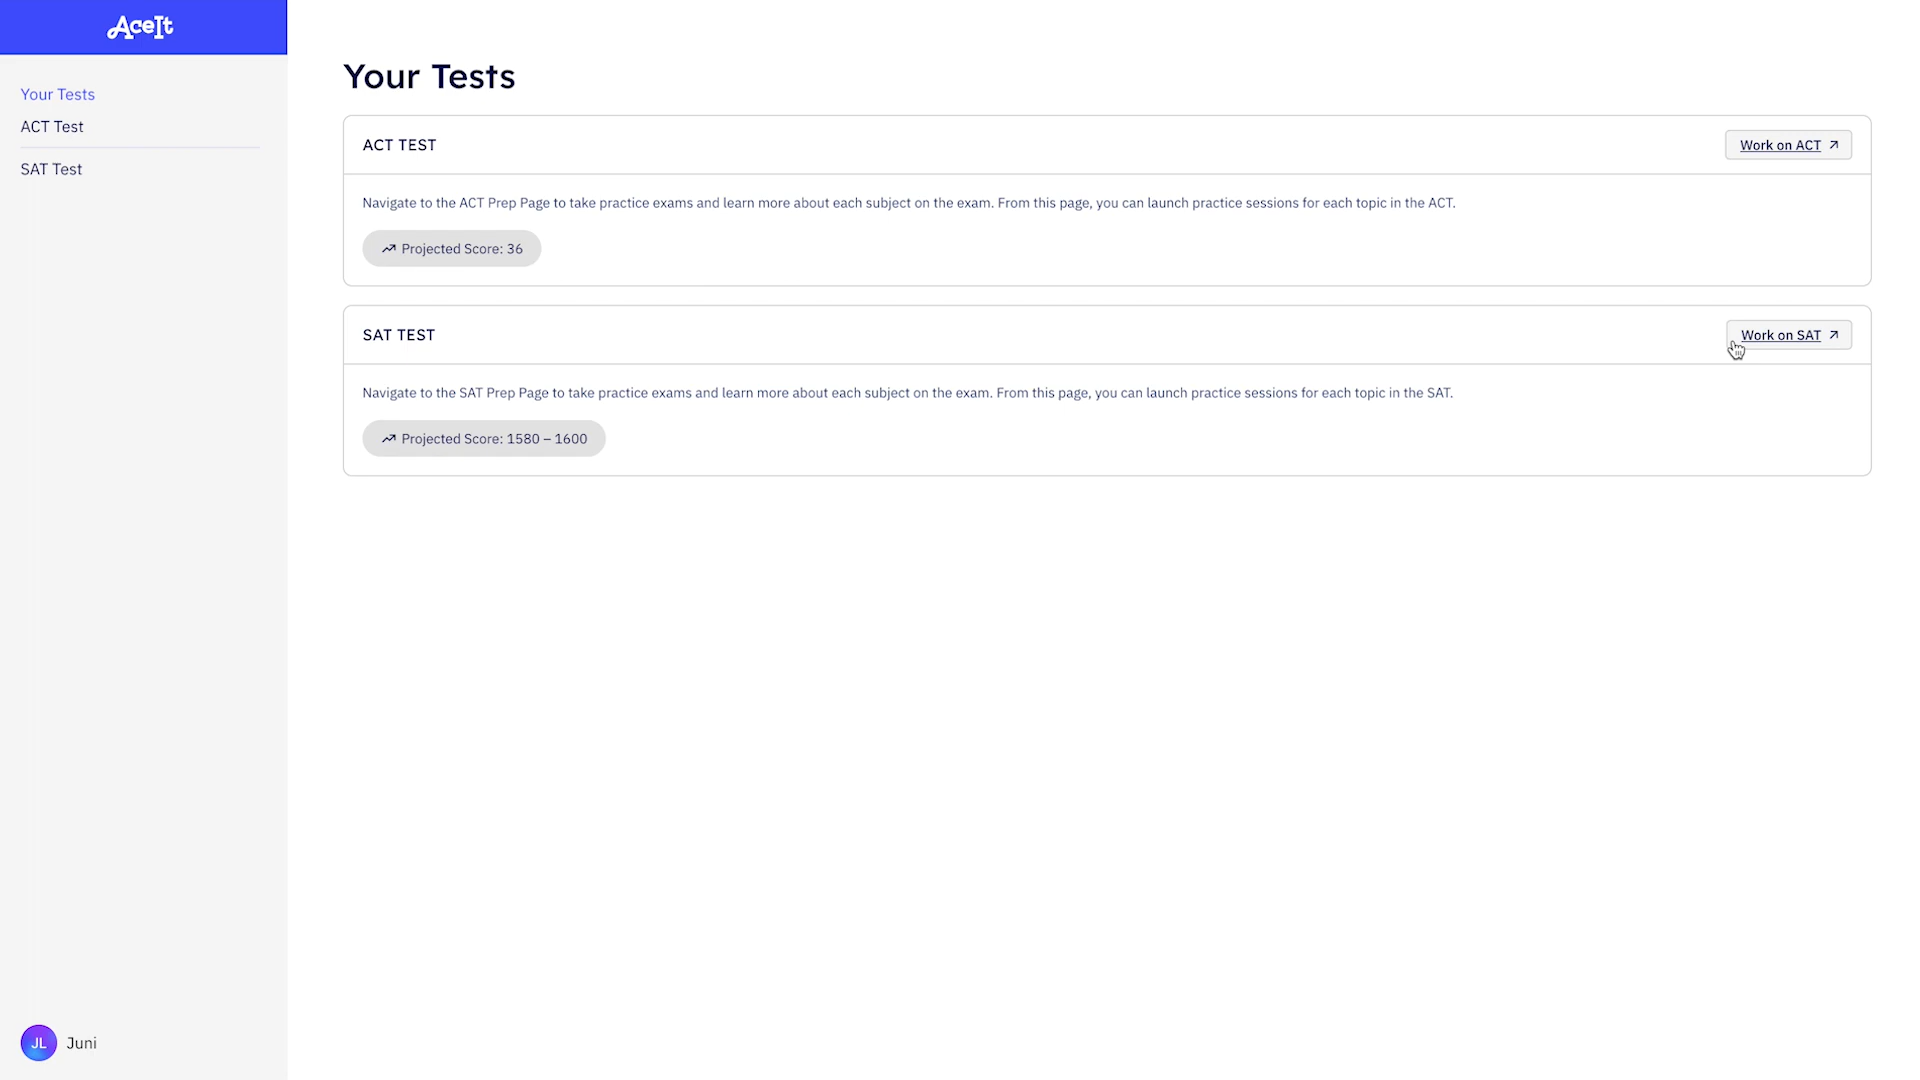 AceIt
Your Tests
ACT Test
SAT Test
Your Tests
ACT TEST
Work on ACT
Navigate to the ACT Prep Page to take practice exams and learn more about each subject on the exam. From this page, you can launch practice sessions for each topic in the ACT.
Projected Score: 36
SAT TEST
Work on SAT
Navigate to the SAT Prep Page to take practice exams and learn more about each subject on the exam. From this page, you can launch practice sessions for each topic in the SAT.
Projected Score: 1580 – 1600
JL Juni